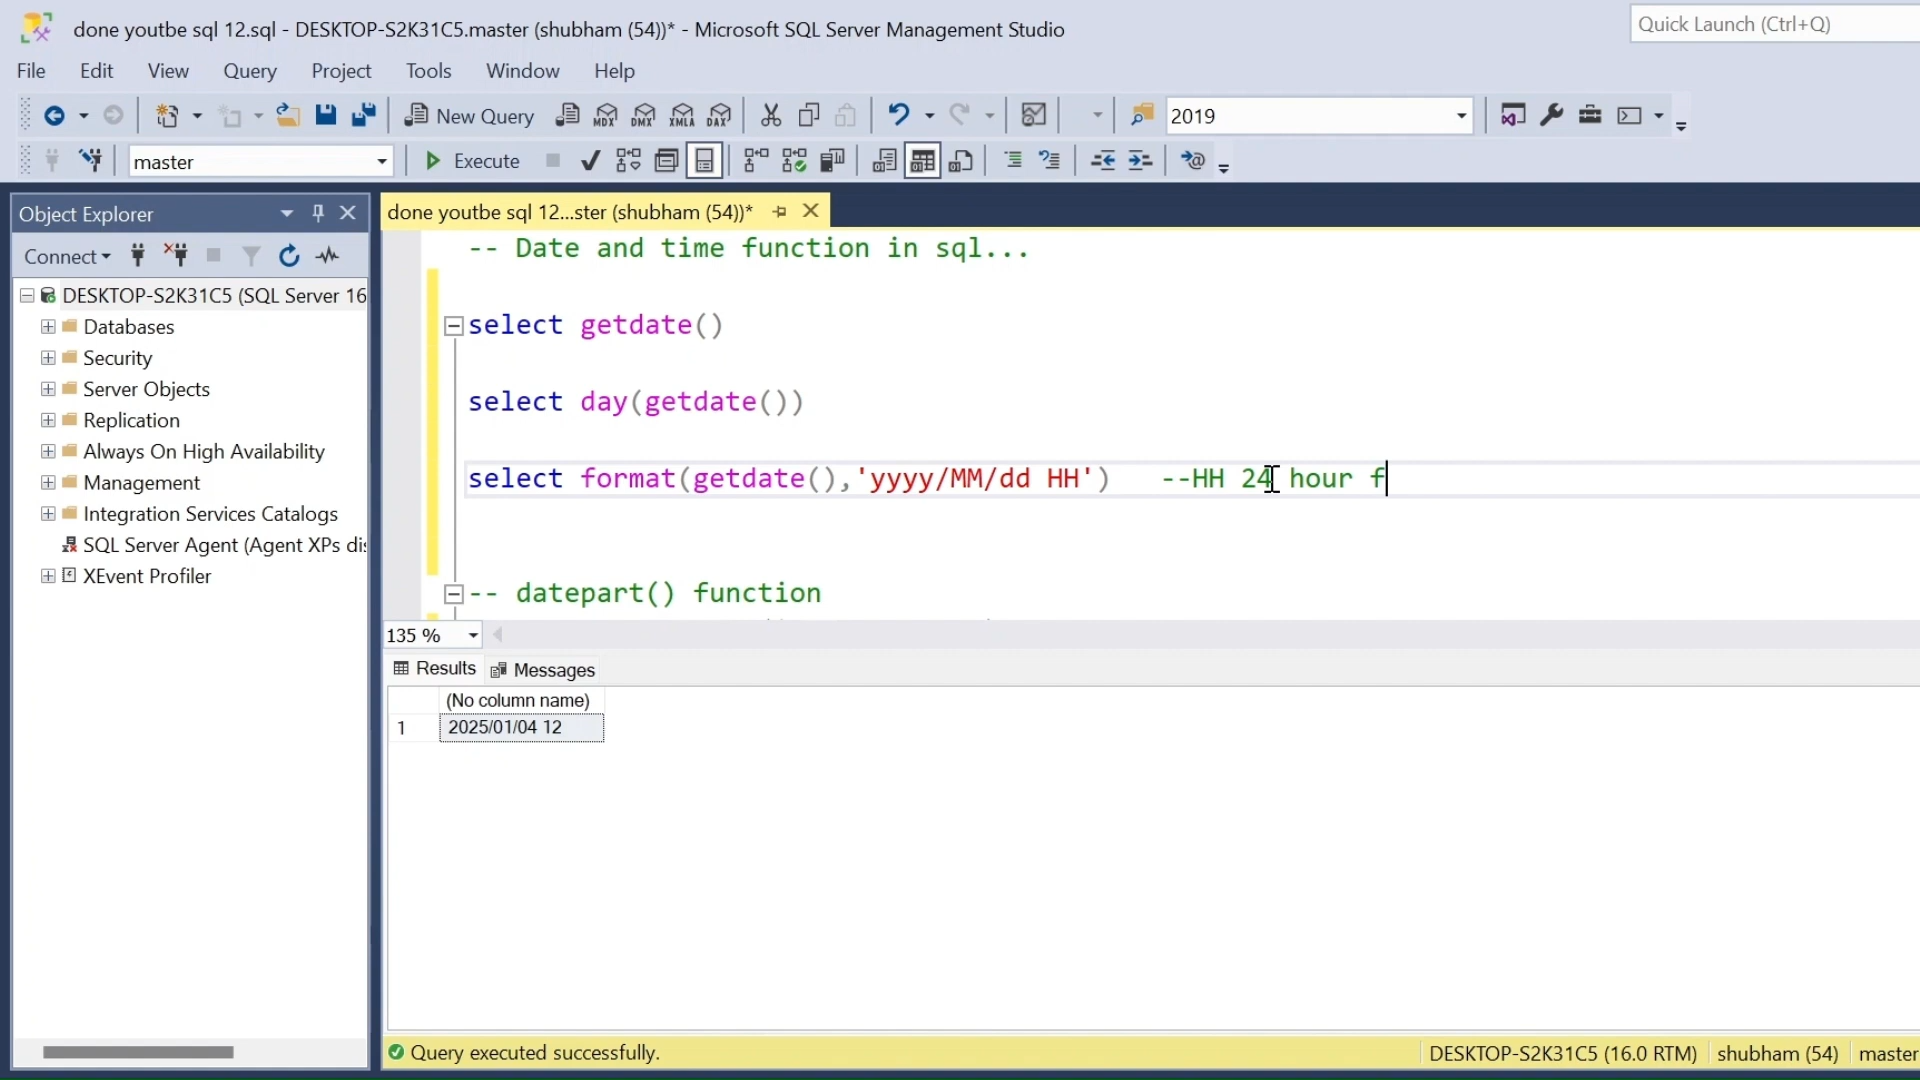 done youtbe sql 12.sql - DESKTOP-S2K31C5.master (shubham (54))* - Microsoft SQL Server Management Studio
Quick Launch (Ctrl+Q)
File Edit View Query Project Tools Window Help
New Query MDX DMX XMLA DAX 2019
master Execute
Object Explorer
done youtbe sql 12...ster (shubham (54))*
Connect
DESKTOP-S2K31C5 (SQL Server 16
Databases
Security
Server Objects
Replication
Always On High Availability
Management
Integration Services Catalogs
SQL Server Agent (Agent XPs dis
XEvent Profiler
-- Date and time function in sql...
select getdate()
select day(getdate())
select format(getdate(),'yyyy/MM/dd HH') --HH 24 hour f
-- datepart() function
135 %
Results Messages
(No column name)
1 2025/01/04 12
Query executed successfully.
DESKTOP-S2K31C5 (16.0 RTM) shubham (54) master